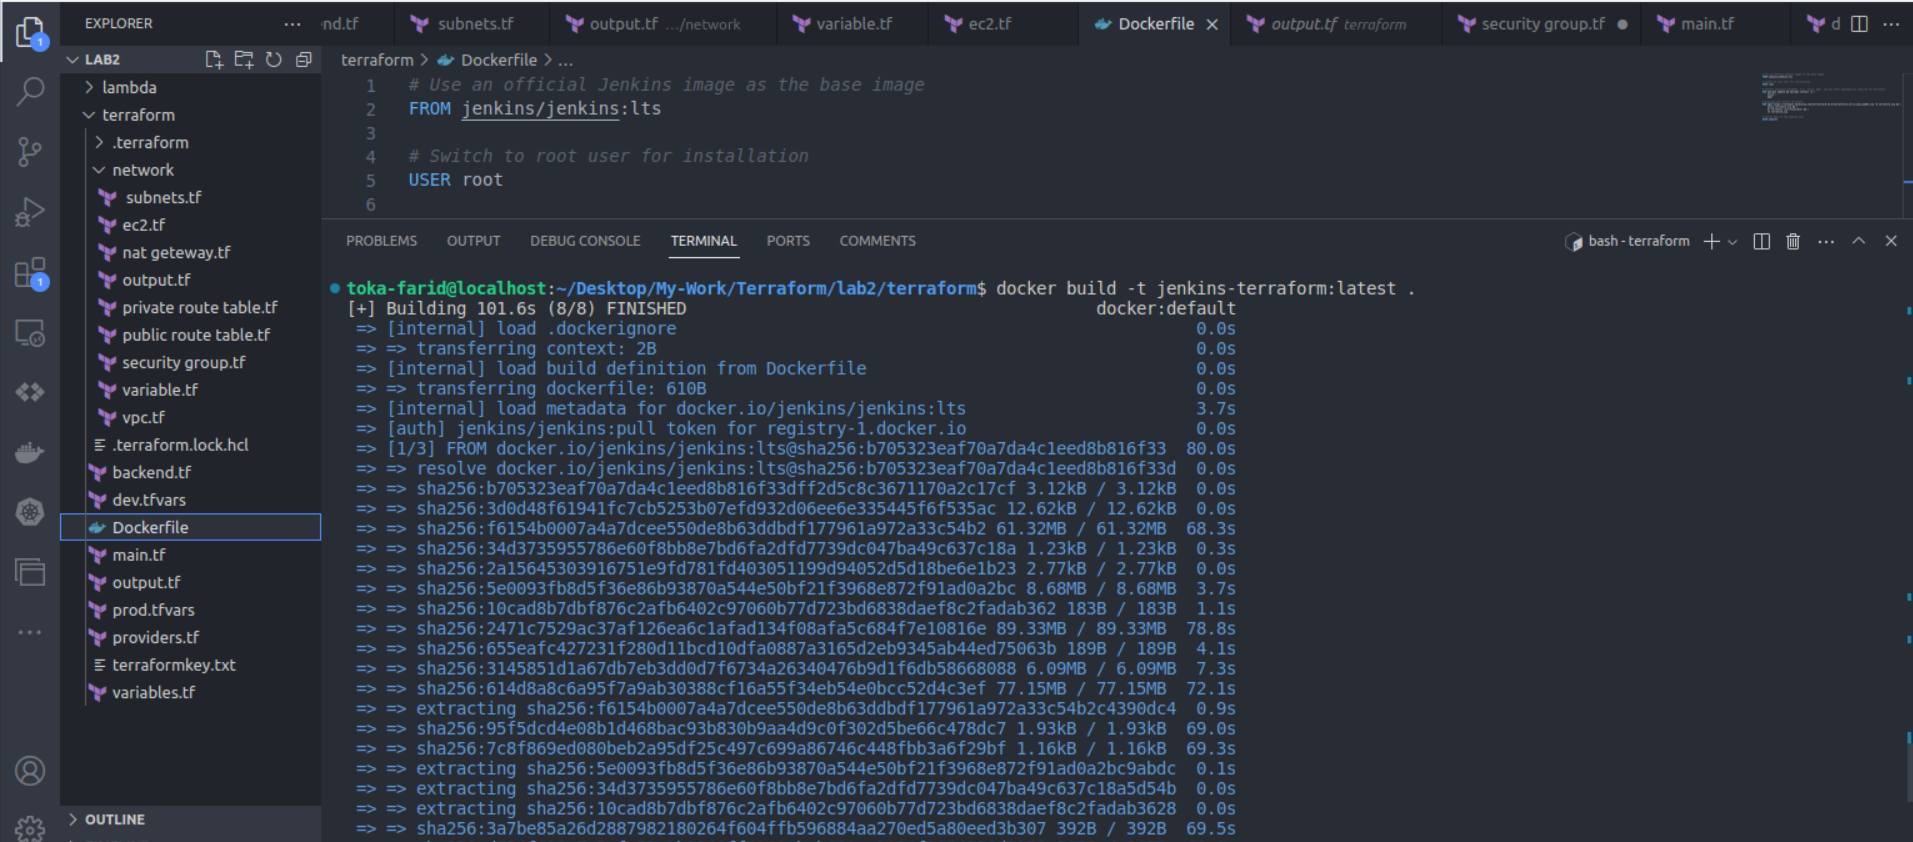 EXPLORER
nd.tf
subnets.tf
output.tf .../network
variable.tf
ec2.tf
Dockerfile
output.tf terraform
security group.tf
main.tf
d
LAB2
lambda
terraform
.terraform
network
subnets.tf
ec2.tf
nat geteway.tf
output.tf
private route table.tf
public route table.tf
security group.tf
variable.tf
vpc.tf
.terraform.lock.hcl
backend.tf
dev.tfvars
Dockerfile
main.tf
output.tf
prod.tfvars
providers.tf
terraformkey.txt
variables.tf
OUTLINE
1
1
terraform > Dockerfile > ...
1 # Use an official Jenkins image as the base image
2 FROM jenkins/jenkins:lts
3
4 # Switch to root user for installation
5 USER root
6
PROBLEMS OUTPUT DEBUG CONSOLE TERMINAL PORTS COMMENTS
bash - terraform
toka-farid@localhost:~/Desktop/My-Work/Terraform/lab2/terraform$ docker build -t jenkins-terraform:latest .
[+] Building 101.6s (8/8) FINISHED docker:default
=> [internal] load .dockerignore 0.0s
=> => transferring context: 2B 0.0s
=> [internal] load build definition from Dockerfile 0.0s
=> => transferring dockerfile: 610B 0.0s
=> [internal] load metadata for docker.io/jenkins/jenkins:lts 3.7s
=> [auth] jenkins/jenkins:pull token for registry-1.docker.io 0.0s
=> [1/3] FROM docker.io/jenkins/jenkins:lts@sha256:b705323eaf70a7da4c1eed8b816f33 80.0s
=> => resolve docker.io/jenkins/jenkins:lts@sha256:b705323eaf70a7da4c1eed8b816f33d 0.0s
=> => sha256:b705323eaf70a7da4c1eed8b816f33dff2d5c8c3671170a2c17cf 3.12kB / 3.12kB 0.0s
=> => sha256:3d0d48f61941fc7cb5253b07efd932d06ee6e335445f6f535ac 12.62kB / 12.62kB 0.0s
=> => sha256:f6154b0007a4a7dcee550de8b63ddbdf177961a972a33c54b2 61.32MB / 61.32MB 68.3s
=> => sha256:34d3735955786e60f8bb8e7bd6fa2dfd7739dc047ba49c637c18a 1.23kB / 1.23kB 0.3s
=> => sha256:2a15645303916751e9fd781fd403051199d94052d5d18be6e1b23 2.77kB / 2.77kB 0.0s
=> => sha256:5e0093fb8d5f36e86b93870a544e50bf21f3968e872f91ad0a2bc 8.68MB / 8.68MB 3.7s
=> => sha256:10cad8b7dbf876c2afb6402c97060b77d723bd6838daef8c2fadab362 183B / 183B 1.1s
=> => sha256:2471c7529ac37af126ea6c1afad134f08afa5c684f7e10816e 89.33MB / 89.33MB 78.8s
=> => sha256:655eafc427231f280d11bcd10dfa0887a3165d2eb9345ab44ed75063b 189B / 189B 4.1s
=> => sha256:3145851d1a67db7eb3dd0d7f6734a26340476b9d1f6db58668088 6.09MB / 6.09MB 7.3s
=> => sha256:614d8a8c6a95f7a9ab30388cf16a55f34eb54e0bcc52d4c3ef 77.15MB / 77.15MB 72.1s
=> => extracting sha256:f6154b0007a4a7dcee550de8b63ddbdf177961a972a33c54b2c4390dc4 0.9s
=> => sha256:95f5dcd4e08b1d468bac93b830b9aa4d9c0f302d5be66c478dc7 1.93kB / 1.93kB 69.0s
=> => sha256:7c8f869ed080beb2a95df25c497c699a86746c448fbb3a6f29bf 1.16kB / 1.16kB 69.3s
=> => extracting sha256:5e0093fb8d5f36e86b93870a544e50bf21f3968e872f91ad0a2bc9abdc 0.1s
=> => extracting sha256:34d3735955786e60f8bb8e7bd6fa2dfd7739dc047ba49c637c18a5d54b 0.0s
=> => extracting sha256:10cad8b7dbf876c2afb6402c97060b77d723bd6838daef8c2fadab3628 0.0s
=> => sha256:3a7be85a26d2887982180264f604ffb596884aa270ed5a80eed3b307 392B / 392B 69.5s